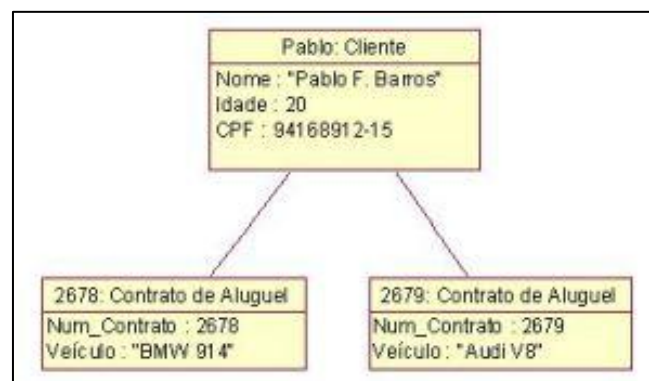 Pablo: Cliente
Nome : "Pablo F. Barros"
Idade : 20
CPF : 94168912-15
2678: Contrato de Aluguel
Num_Contrato : 2678
Veículo : "BMW 914"
2679: Contrato de Aluguel
Num_Contrato : 2679
Veículo : "Audi V8"